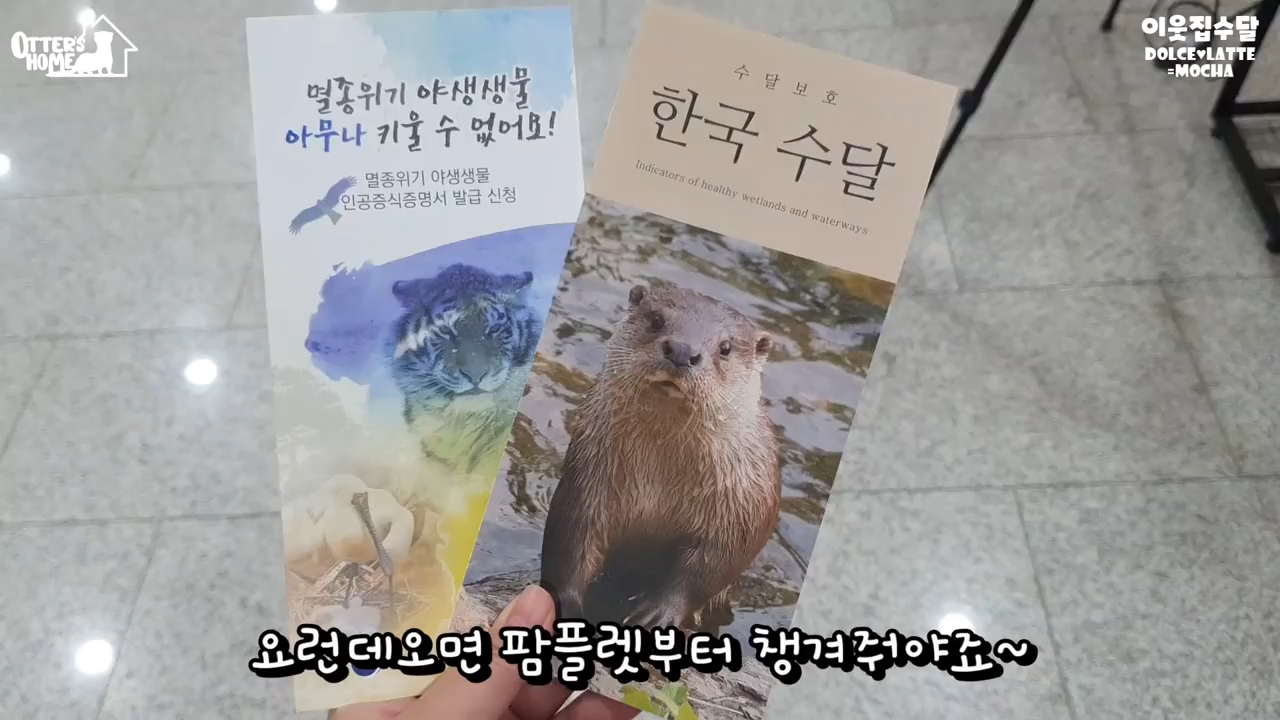 OTTER'S
HOME
이웃집수달
DOLCE♥LATTE
=MOCHA
멸종위기 야생생물
아무나 키울 수 없어요!
멸종위기 야생생물
인공증식증명서 발급 신청
수달보호
한국 수달
Indicators of healthy wetlands and waterways
요런데오면 팜플렛부터 챙겨줘야죠~